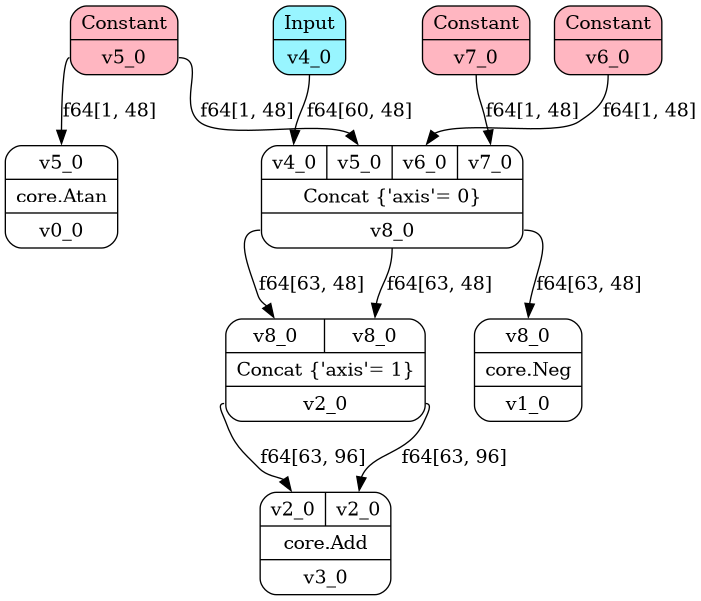 Constant
v5_0
Input
v4_0
Constant
v7_0
Constant
v6_0
f64[1, 48]
f64[1, 48]
f64[60, 48]
f64[1, 48]
f64[1, 48]
v5_0
core.Atan
v0_0
v4_0 v5_0 v6_0 v7_0
Concat {'axis'= 0}
v8_0
f64[63, 48]
f64[63, 48]
f64[63, 48]
v8_0 v8_0
Concat {'axis'= 1}
v2_0
v8_0
core.Neg
v1_0
f64[63, 96]
f64[63, 96]
v2_0 v2_0
core.Add
v3_0